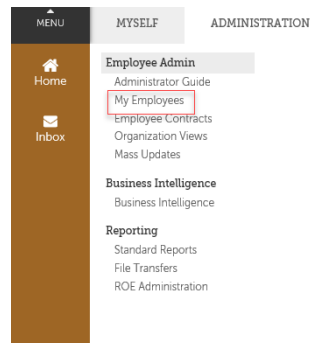 MENU
MYSELF
ADMINISTRATION
Home
Inbox
Employee Admin
Administrator Guide
My Employees
Employee Contracts
Organization Views
Mass Updates
Business Intelligence
Business Intelligence
Reporting
Standard Reports
File Transfers
ROE Administration